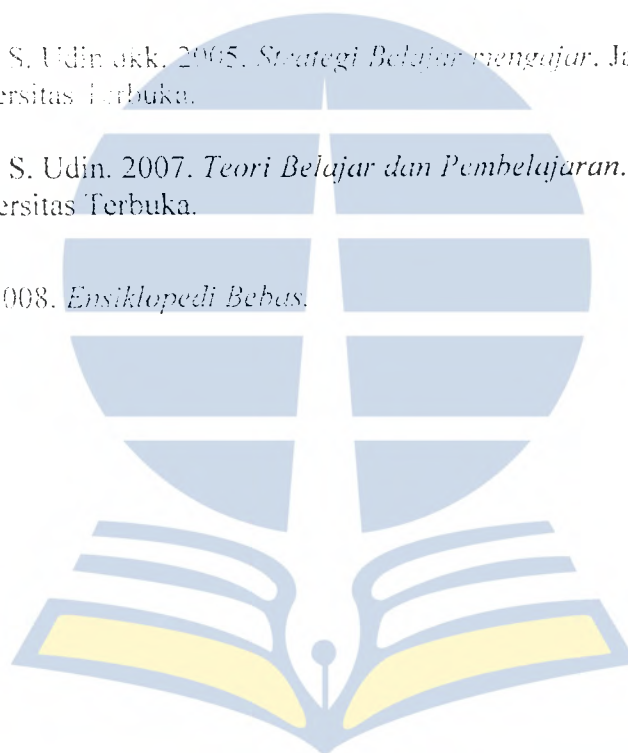 S. Udin dkk. 2005. Strategi Belajar mengajar. Ja
ersitas Terbuka.
S. Udin. 2007. Teori Belajar dan Pembelajaran.
ersitas Terbuka.
008. Ensiklopedi Bebas.